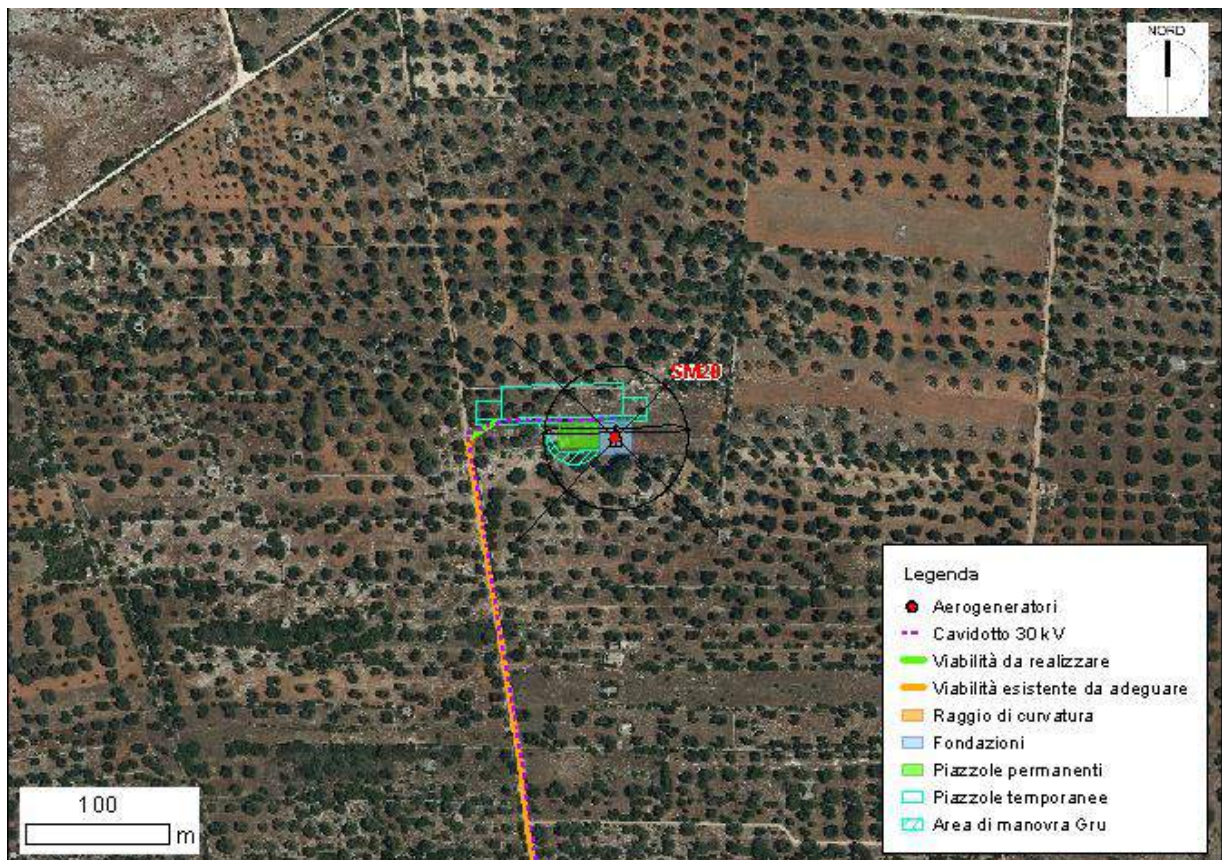 NORD
SM28
Legenda
Aerogeneratori
Cavidotto 30 kV
Viabilità da realizzare
Viabilità esistente da adeguare
Raggio di curvatura
Fondazioni
Piazzole permanenti
Piazzole temporanee
Area di manovra Gru
100
m